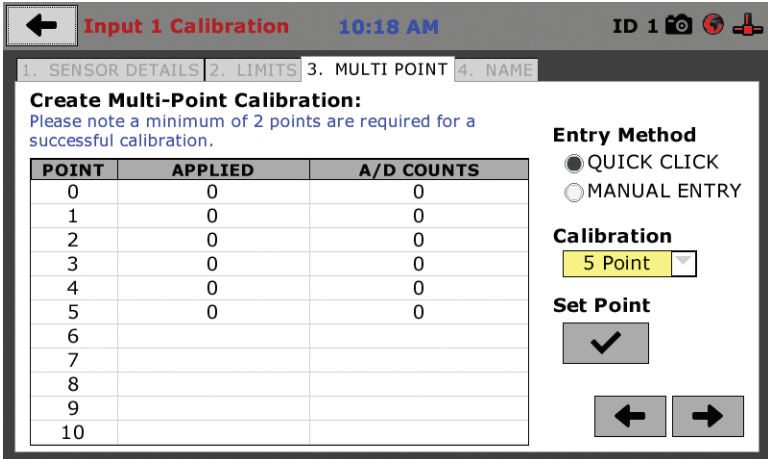 Input 1 Calibration 10:18 AM ID 1
1. SENSOR DETAILS 2. LIMITS 3. MULTI POINT 4. NAME
Create Multi-Point Calibration:
Please note a minimum of 2 points are required for a
successful calibration.
Entry Method
QUICK CLICK
MANUAL ENTRY
Calibration
5 Point
Set Point
POINT APPLIED A/D COUNTS
0 0 0
1 0 0
2 0 0
3 0 0
4 0 0
5 0 0
6
7
8
9
10